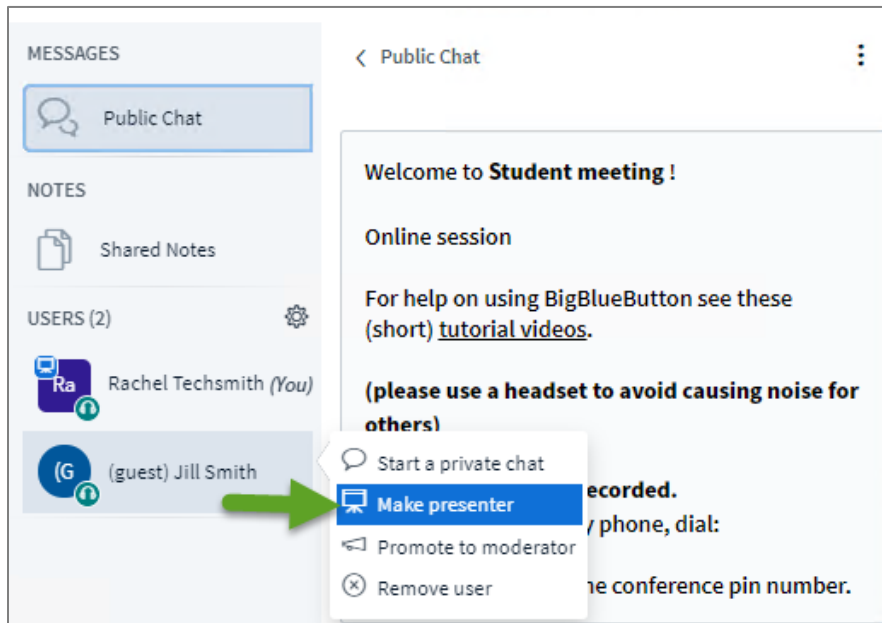 MESSAGES
Public Chat
NOTES
Shared Notes
USERS (2)
Ra
Rachel Techsmith (You)
(G
(guest) Jill Smith
Public Chat
Welcome to Student meeting !
Online session
For help on using BigBlueButton see these
(short) tutorial videos.
(please use a headset to avoid causing noise for
others)
Start a private chat
Make presenter
Promote to moderator
Remove user
phone, dial:
conference pin number.